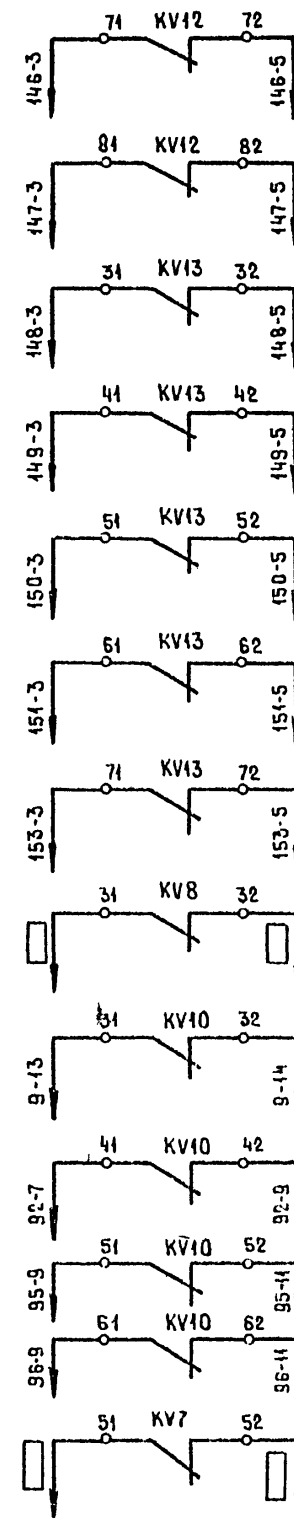 71 KV12 72
146-3 146-5
81 KV12 82
147-3 147-5
31 KV13 32
148-3 148-5
41 KV13 42
149-3 149-5
51 KV13 52
150-3 150-5
61 KV13 62
151-3 151-5
71 KV13 72
153-3 153-5
31 KV8 32
31 KV10 32
9-13 9-14
41 KV10 42
92-7 92-9
51 KV10 52
95-9 95-11
61 KV10 62
96-9 96-11
51 KV7 52